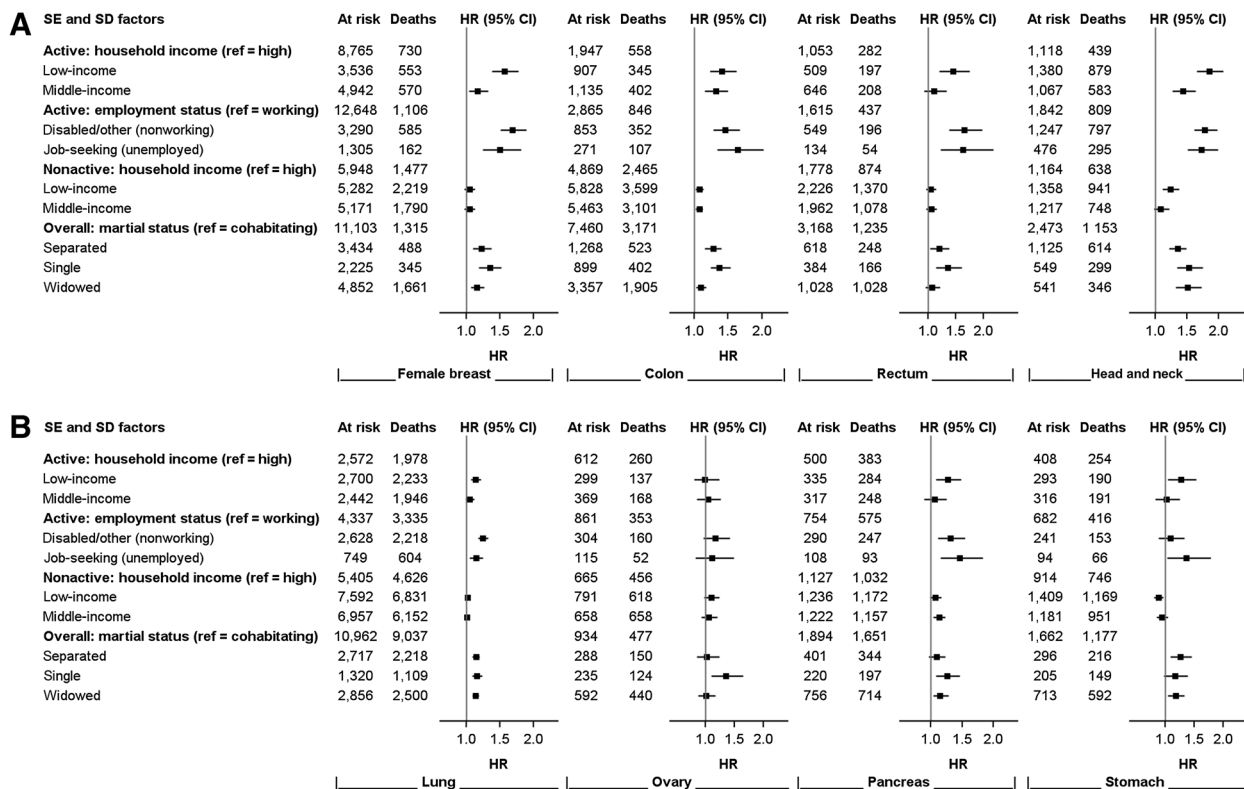 A
SE and SD factors At risk Deaths HR (95% CI) At risk Deaths HR (95% CI) At risk Deaths HR (95% CI) At risk Deaths HR (95% CI)
Active: household income (ref = high) 8,765 730 1,947 558 1,053 282 1,118 439
Low-income 3,536 553 907 345 509 197 1,380 879
Middle-income 4,942 570 1,135 402 646 208 1,067 583
Active: employment status (ref = working) 12,648 1,106 2,865 846 1,615 437 1,842 809
Disabled/other (nonworking) 3,290 585 853 352 549 196 1,247 797
Job-seeking (unemployed) 1,305 162 271 107 134 54 476 295
Nonactive: household income (ref = high) 5,948 1,477 4,869 2,465 1,778 874 1,164 638
Low-income 5,282 2,219 5,828 3,599 2,226 1,370 1,358 941
Middle-income 5,171 1,790 5,463 3,101 1,962 1,078 1,217 748
Overall: martial status (ref = cohabitating) 11,103 1,315 7,460 3,171 3,168 1,235 2,473 1 153
Separated 3,434 488 1,268 523 618 248 1,125 614
Single 2,225 345 899 402 384 166 549 299
Widowed 4,852 1,661 3,357 1,905 1,028 1,028 541 346
1.0 1.5 2.0 1.0 1.5 2.0 1.0 1.5 2.0 1.0 1.5 2.0
HR HR HR HR
Female breast Colon Rectum Head and neck
B
SE and SD factors At risk Deaths HR (95% CI) At risk Deaths HR (95% CI) At risk Deaths HR (95% CI) At risk Deaths HR (95% CI)
Active: household income (ref = high) 2,572 1,978 612 260 500 383 408 254
Low-income 2,700 2,233 299 137 335 284 293 190
Middle-income 2,442 1,946 369 168 317 248 316 191
Active: employment status (ref = working) 4,337 3,335 861 353 754 575 682 416
Disabled/other (nonworking) 2,628 2,218 304 160 290 247 241 153
Job-seeking (unemployed) 749 604 115 52 108 93 94 66
Nonactive: household income (ref = high) 5,405 4,626 665 456 1,127 1,032 914 746
Low-income 7,592 6,831 791 618 1,236 1,172 1,409 1,169
Middle-income 6,957 6,152 658 658 1,222 1,157 1,181 951
Overall: martial status (ref = cohabitating) 10,962 9,037 934 477 1,894 1,651 1,662 1,177
Separated 2,717 2,218 288 150 401 344 296 216
Single 1,320 1,109 235 124 220 197 205 149
Widowed 2,856 2,500 592 440 756 714 713 592
1.0 1.5 2.0 1.0 1.5 2.0 1.0 1.5 2.0 1.0 1.5 2.0
HR HR HR HR
Lung Ovary Pancreas Stomach